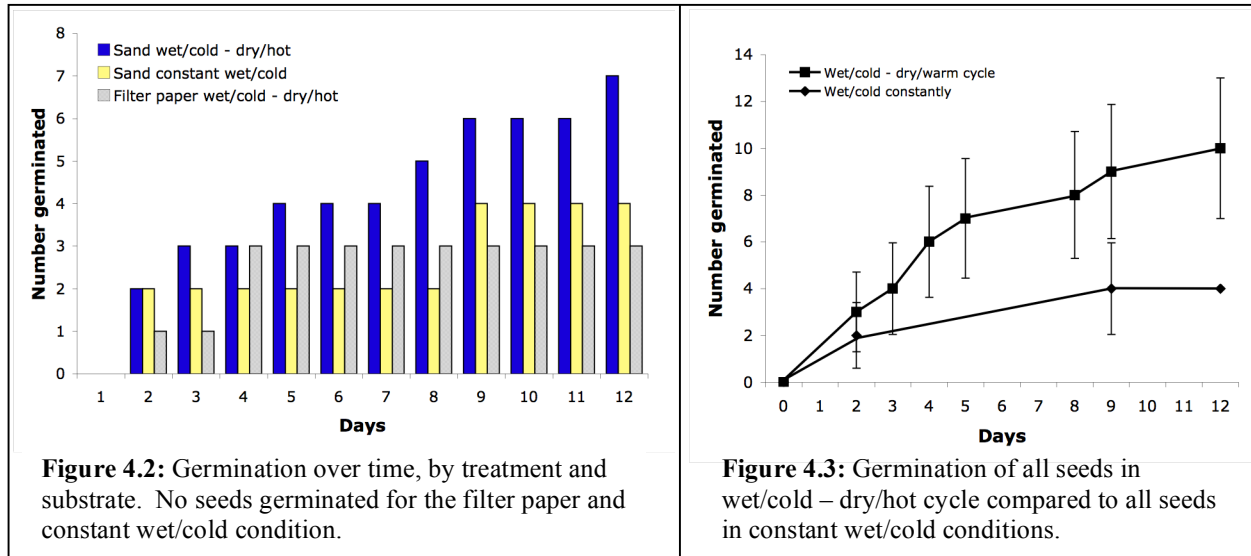 8
7
6
5
4
3
2
1
0
Number germinated
Sand wet/cold - dry/hot
Sand constant wet/cold
Filter paper wet/cold - dry/hot
1 2 3 4 5 6 7 8 9 10 11 12
Days
Figure 4.2: Germination over time, by treatment and
substrate. No seeds germinated for the filter paper and
constant wet/cold condition.
14
12
10
8
6
4
2
0
Number germinated
Wet/cold - dry/warm cycle
Wet/cold constantly
0 1 2 3 4 5 6 7 8 9 10 11 12
Days
Figure 4.3: Germination of all seeds in
wet/cold – dry/hot cycle compared to all seeds
in constant wet/cold conditions.